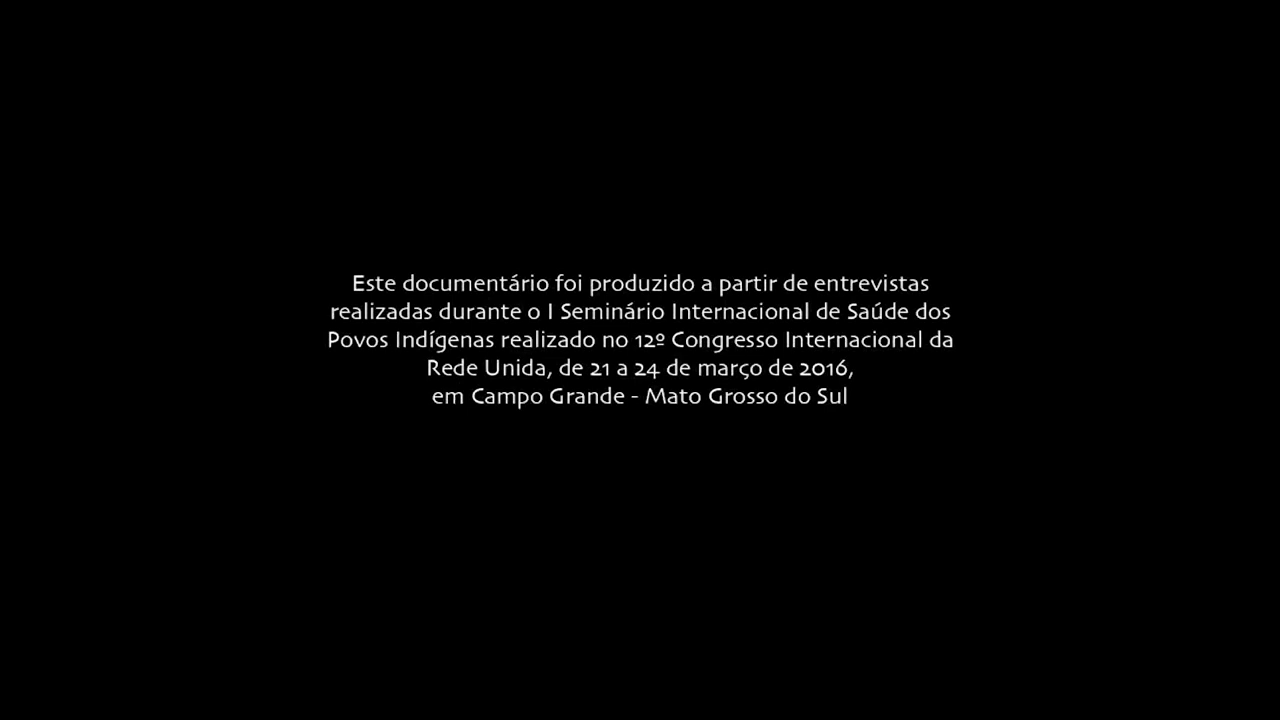 Este documentário foi produzido a partir de entrevistas
realizadas durante o I Seminário Internacional de Saúde dos
Povos Indígenas realizado no 12º Congresso Internacional da
Rede Unida, de 21 a 24 de março de 2016,
em Campo Grande - Mato Grosso do Sul